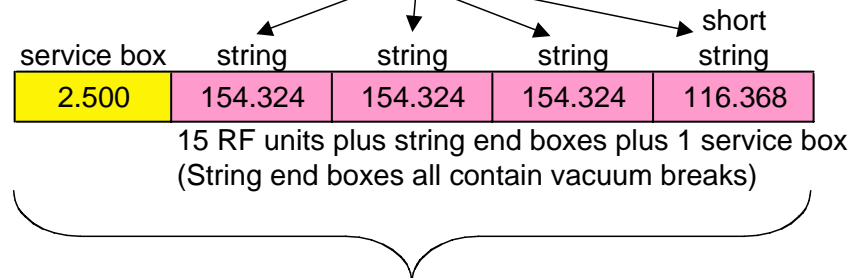 short
service box string string string string
2.500 154.324 154.324 154.324 116.368
15 RF units plus string end boxes plus 1 service box
(String end boxes all contain vacuum breaks)